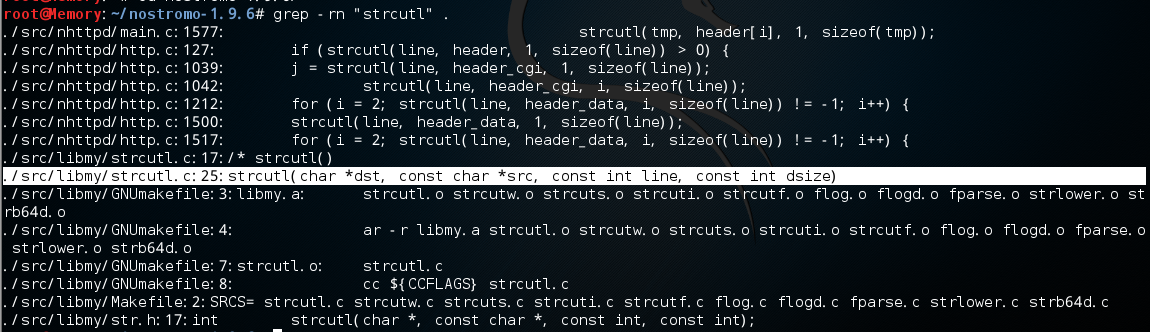 root@Memory:~/nostromo-1.9.6# grep -rn "strcutl" .
./src/nhttpd/main.c:1577:                                        strcutl(tmp, header[i], 1, sizeof(tmp));
./src/nhttpd/http.c:127:        if (strcutl(line, header, 1, sizeof(line)) > 0) {
./src/nhttpd/http.c:1039:       j = strcutl(line, header_cgi, 1, sizeof(line));
./src/nhttpd/http.c:1042:               strcutl(line, header_cgi, i, sizeof(line));
./src/nhttpd/http.c:1212:       for (i = 2; strcutl(line, header_data, i, sizeof(line)) != -1; i++) {
./src/nhttpd/http.c:1500:       strcutl(line, header_data, 1, sizeof(line));
./src/nhttpd/http.c:1517:       for (i = 2; strcutl(line, header_data, i, sizeof(line)) != -1; i++) {
./src/libmy/strcutl.c:17:/* strcutl()
./src/libmy/strcutl.c:25:strcutl(char *dst, const char *src, const int line, const int dsize)
./src/libmy/GNUmakefile:3:libmy.a:      strcutl.o strcutw.o strcuts.o strcuti.o strcutf.o flog.o flogd.o fparse.o strlower.o st
rb64d.o
./src/libmy/GNUmakefile:4:              ar -r libmy.a strcutl.o strcutw.o strcuts.o strcuti.o strcutf.o flog.o flogd.o fparse.o
strlower.o strb64d.o
./src/libmy/GNUmakefile:7:strcutl.o:    strcutl.c
./src/libmy/GNUmakefile:8:              cc ${CCFLAGS} strcutl.c
./src/libmy/Makefile:2:SRCS= strcutl.c strcutw.c strcuts.c strcuti.c strcutf.c flog.c flogd.c fparse.c strlower.c strb64d.c
./src/libmy/str.h:17:int        strcutl(char *, const char *, const int, const int);